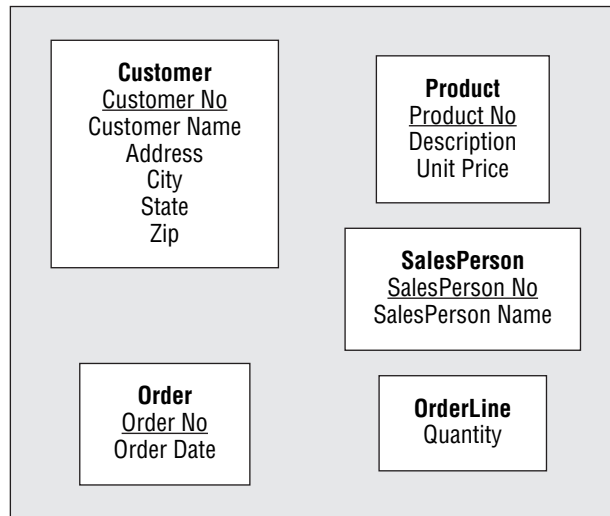 Customer
Customer No
Customer Name
Address
City
State
Zip
Product
Product No
Description
Unit Price
SalesPerson
SalesPerson No
SalesPerson Name
Order
Order No
Order Date
OrderLine
Quantity